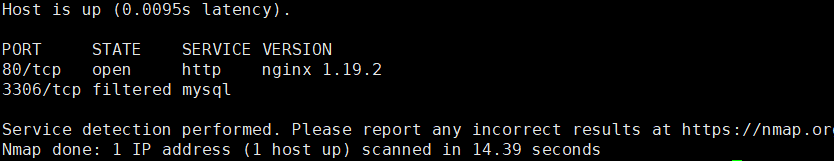 Host is up (0.0095s latency).
PORT     STATE    SERVICE VERSION
80/tcp   open     http    nginx 1.19.2
3306/tcp filtered mysql
Service detection performed. Please report any incorrect results at https://nmap.or
Nmap done: 1 IP address (1 host up) scanned in 14.39 seconds